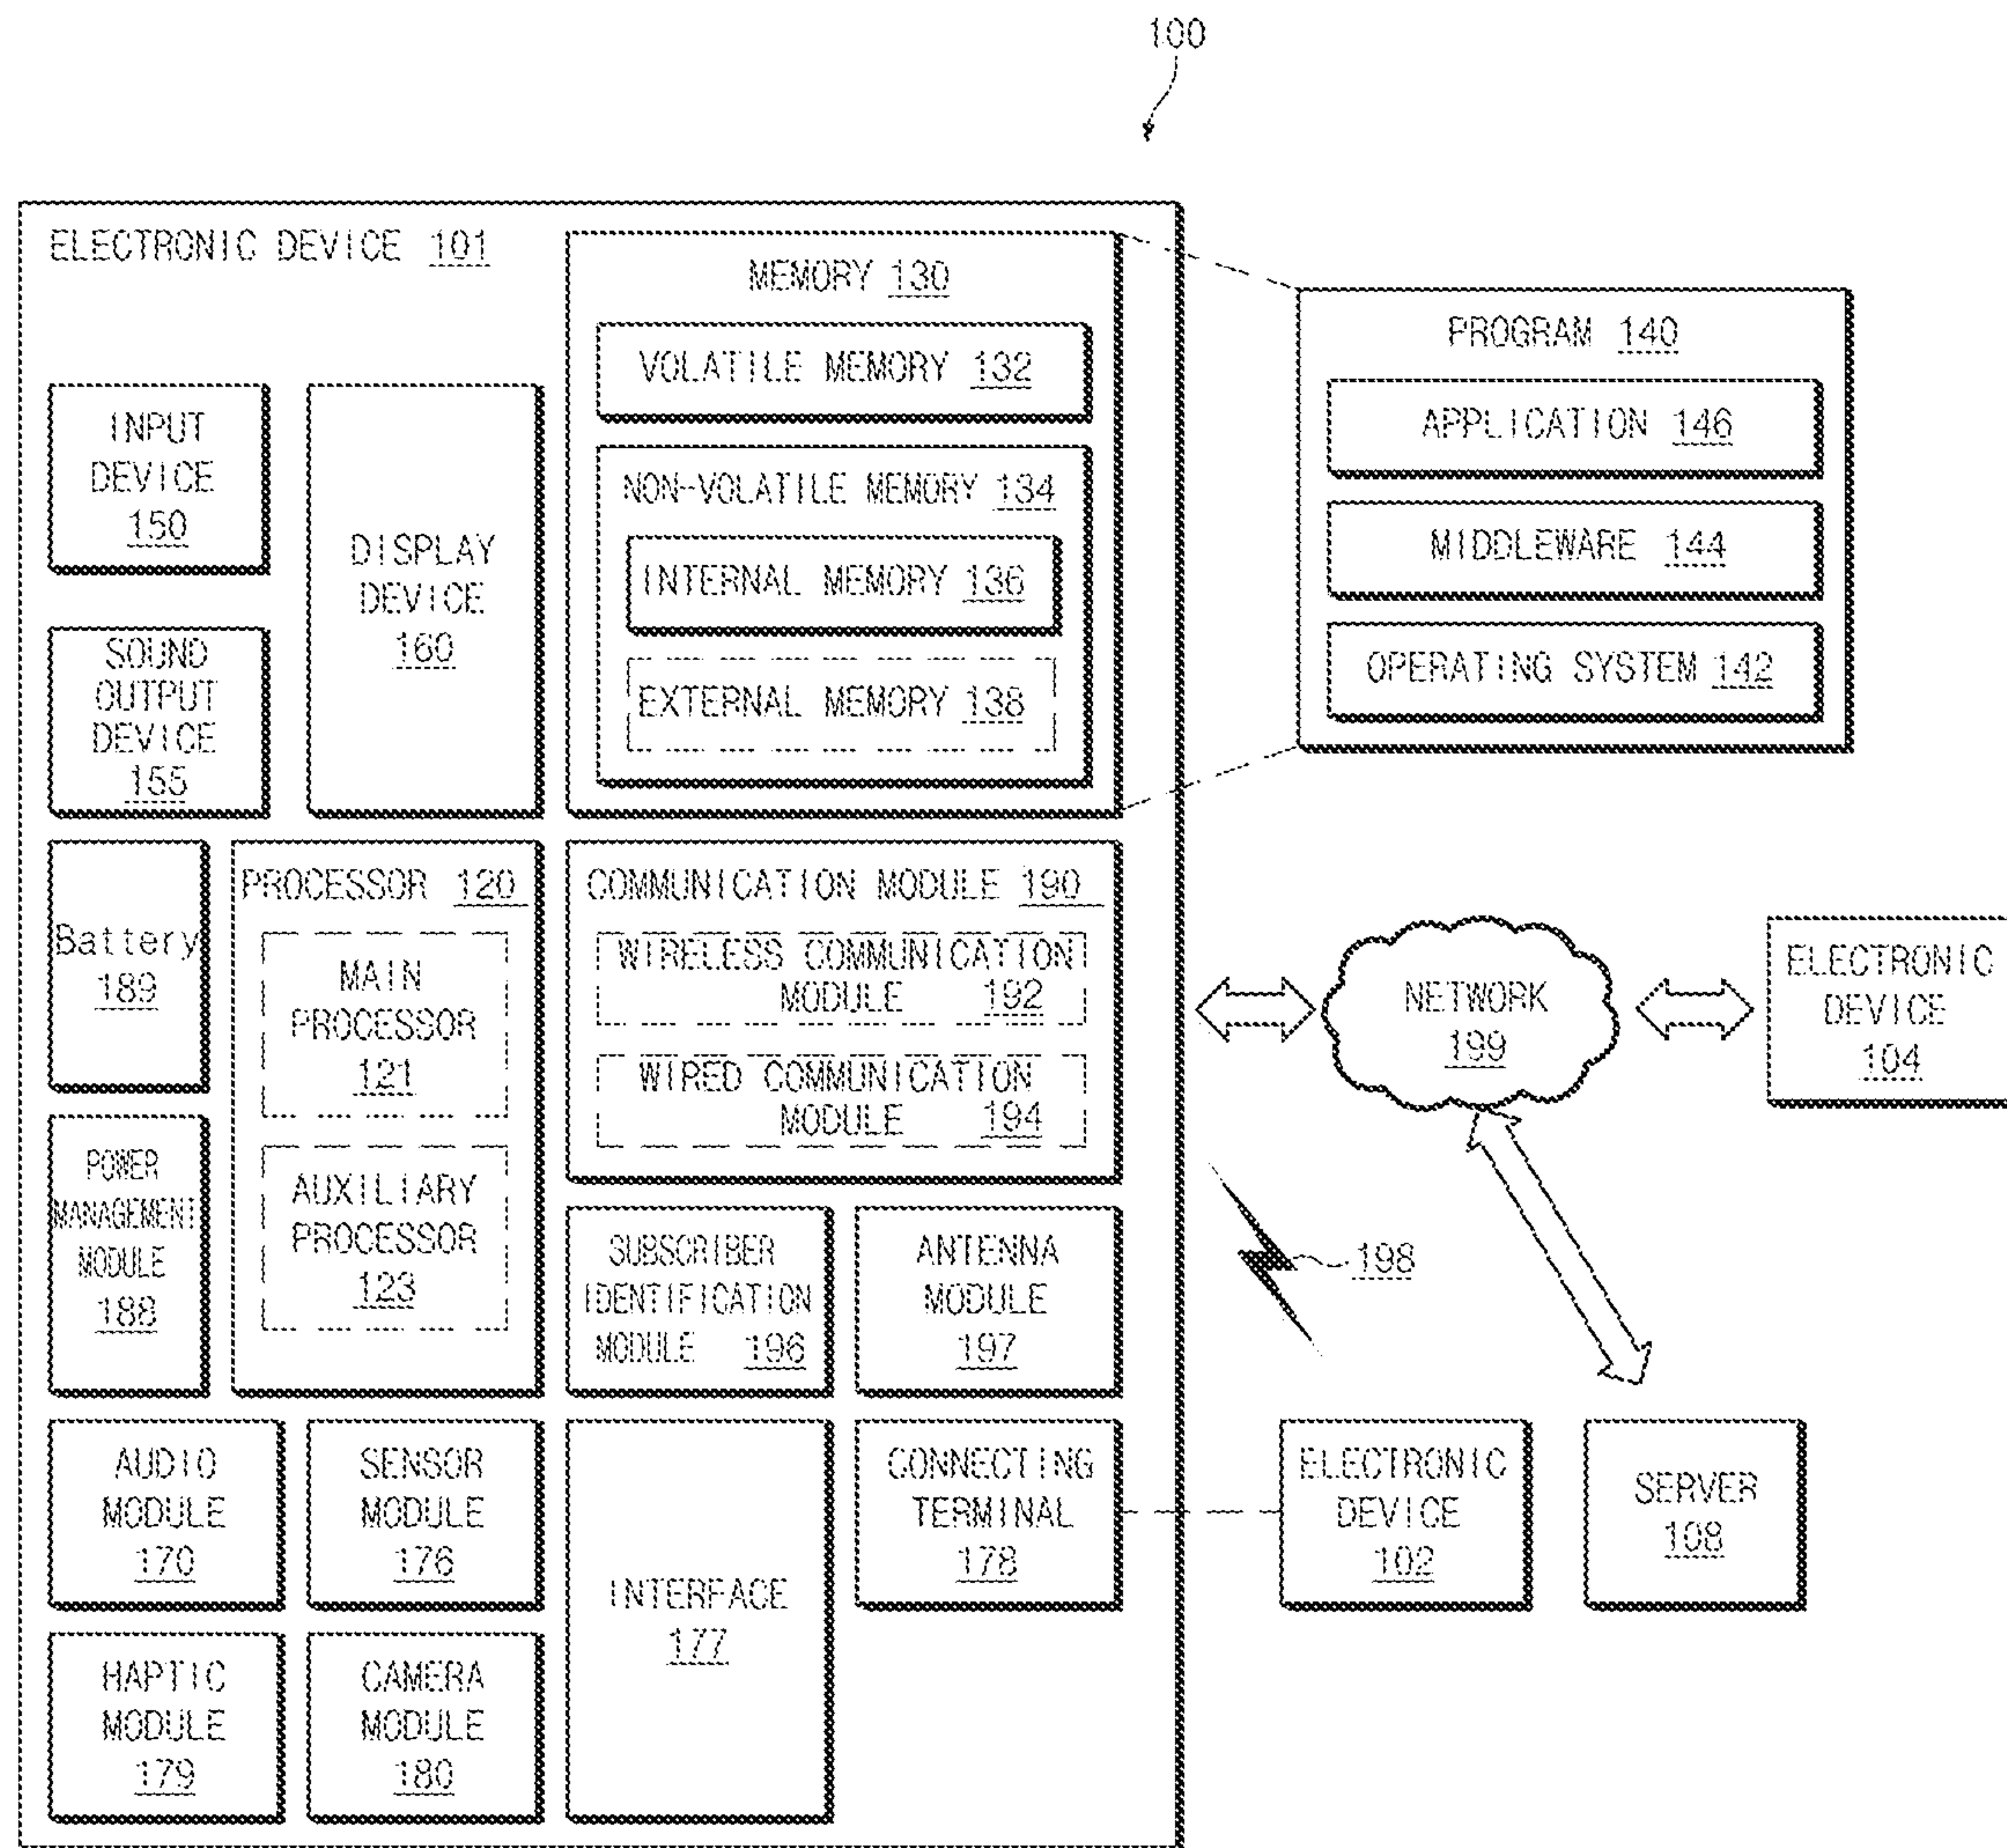 100
ELECTRONIC DEVICE 101
MEMORY 130
VOLATILE MEMORY 132
NON-VOLATILE MEMORY 134
INTERNAL MEMORY 136
EXTERNAL MEMORY 138
PROGRAM 140
APPLICATION 146
MIDDLEWARE 144
OPERATING SYSTEM 142
INPUT
DEVICE
150
SOUND
OUTPUT
DEVICE
155
DISPLAY
DEVICE
160
Battery
189
POWER
MANAGEMENT
MODULE
188
PROCESSOR 120
MAIN
PROCESSOR
121
AUXILIARY
PROCESSOR
123
COMMUNICATION MODULE 190
WIRELESS COMMUNICATION
MODULE 192
WIRED COMMUNICATION
MODULE 194
SUBSCRIBER
IDENTIFICATION
MODULE 196
ANTENNA
MODULE
197
NETWORK
199
ELECTRONIC
DEVICE
104
198
AUDIO
MODULE
170
SENSOR
MODULE
176
INTERFACE
177
CONNECTING
TERMINAL
178
ELECTRONIC
DEVICE
102
SERVER
108
HAPTIC
MODULE
179
CAMERA
MODULE
180